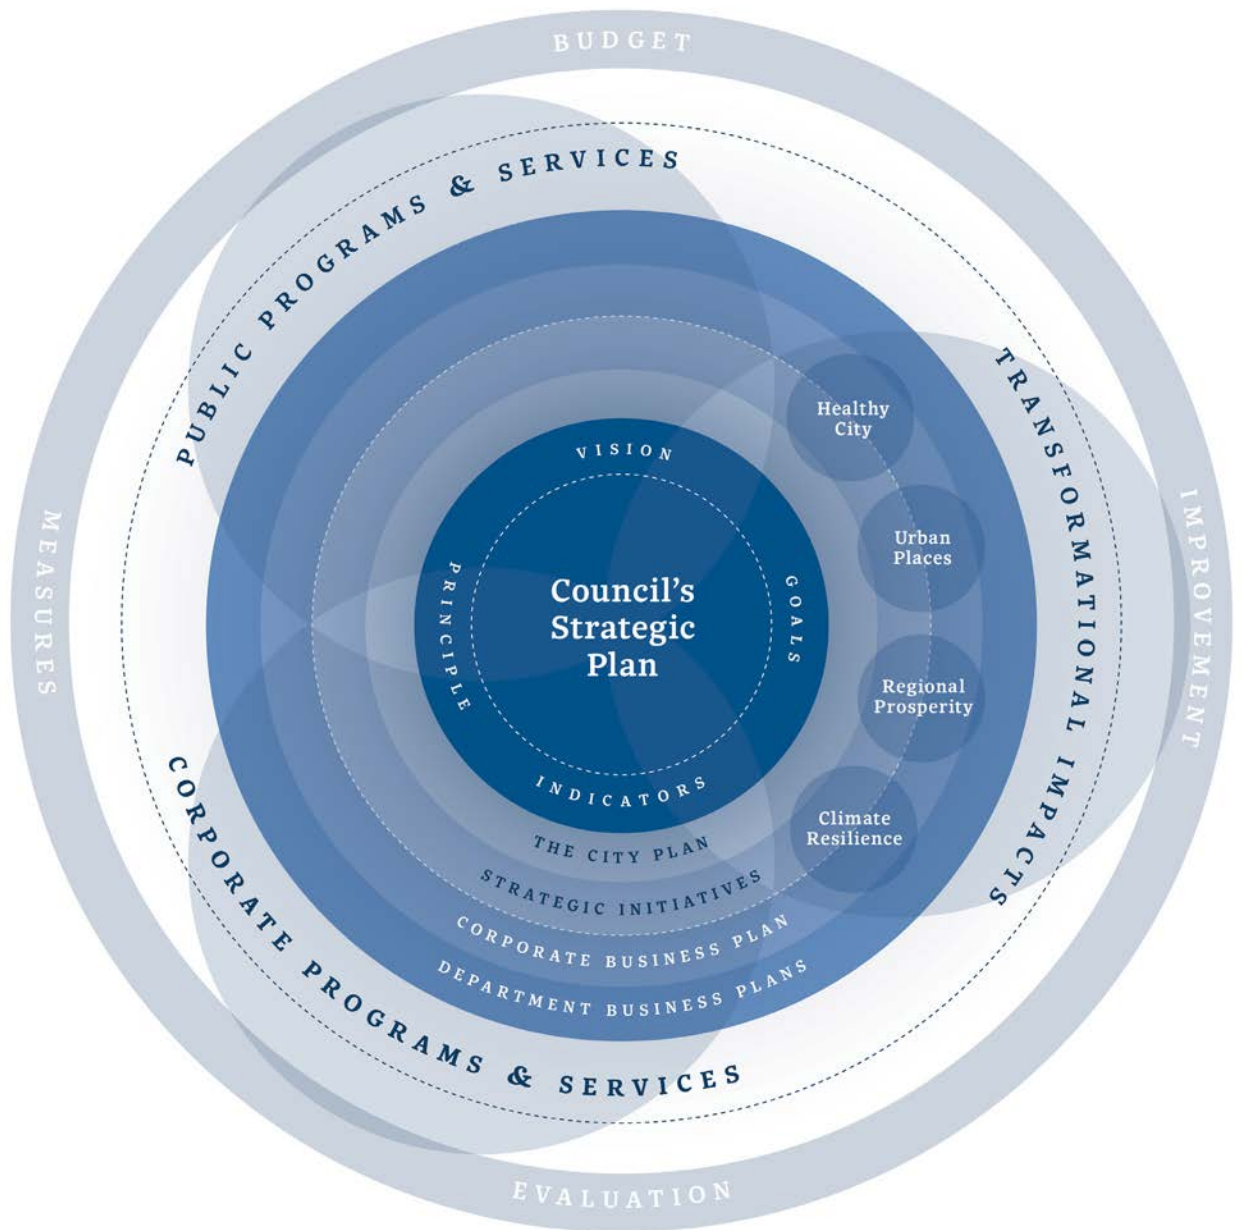 BUDGET
PUBLIC PROGRAMS & SERVICES
TRANSFORMATIONAL IMPACTS
Healthy
City
VISION
MEASURES
IMPROVEMENT
Urban
Places
PRINCIPLE
Council’s
Strategic
Plan
GOALS
Regional
Prosperity
INDICATORS
Climate
Resilience
THE CITY PLAN
STRATEGIC INITIATIVES
CORPORATE BUSINESS PLAN
DEPARTMENT BUSINESS PLANS
CORPORATE PROGRAMS & SERVICES
EVALUATION